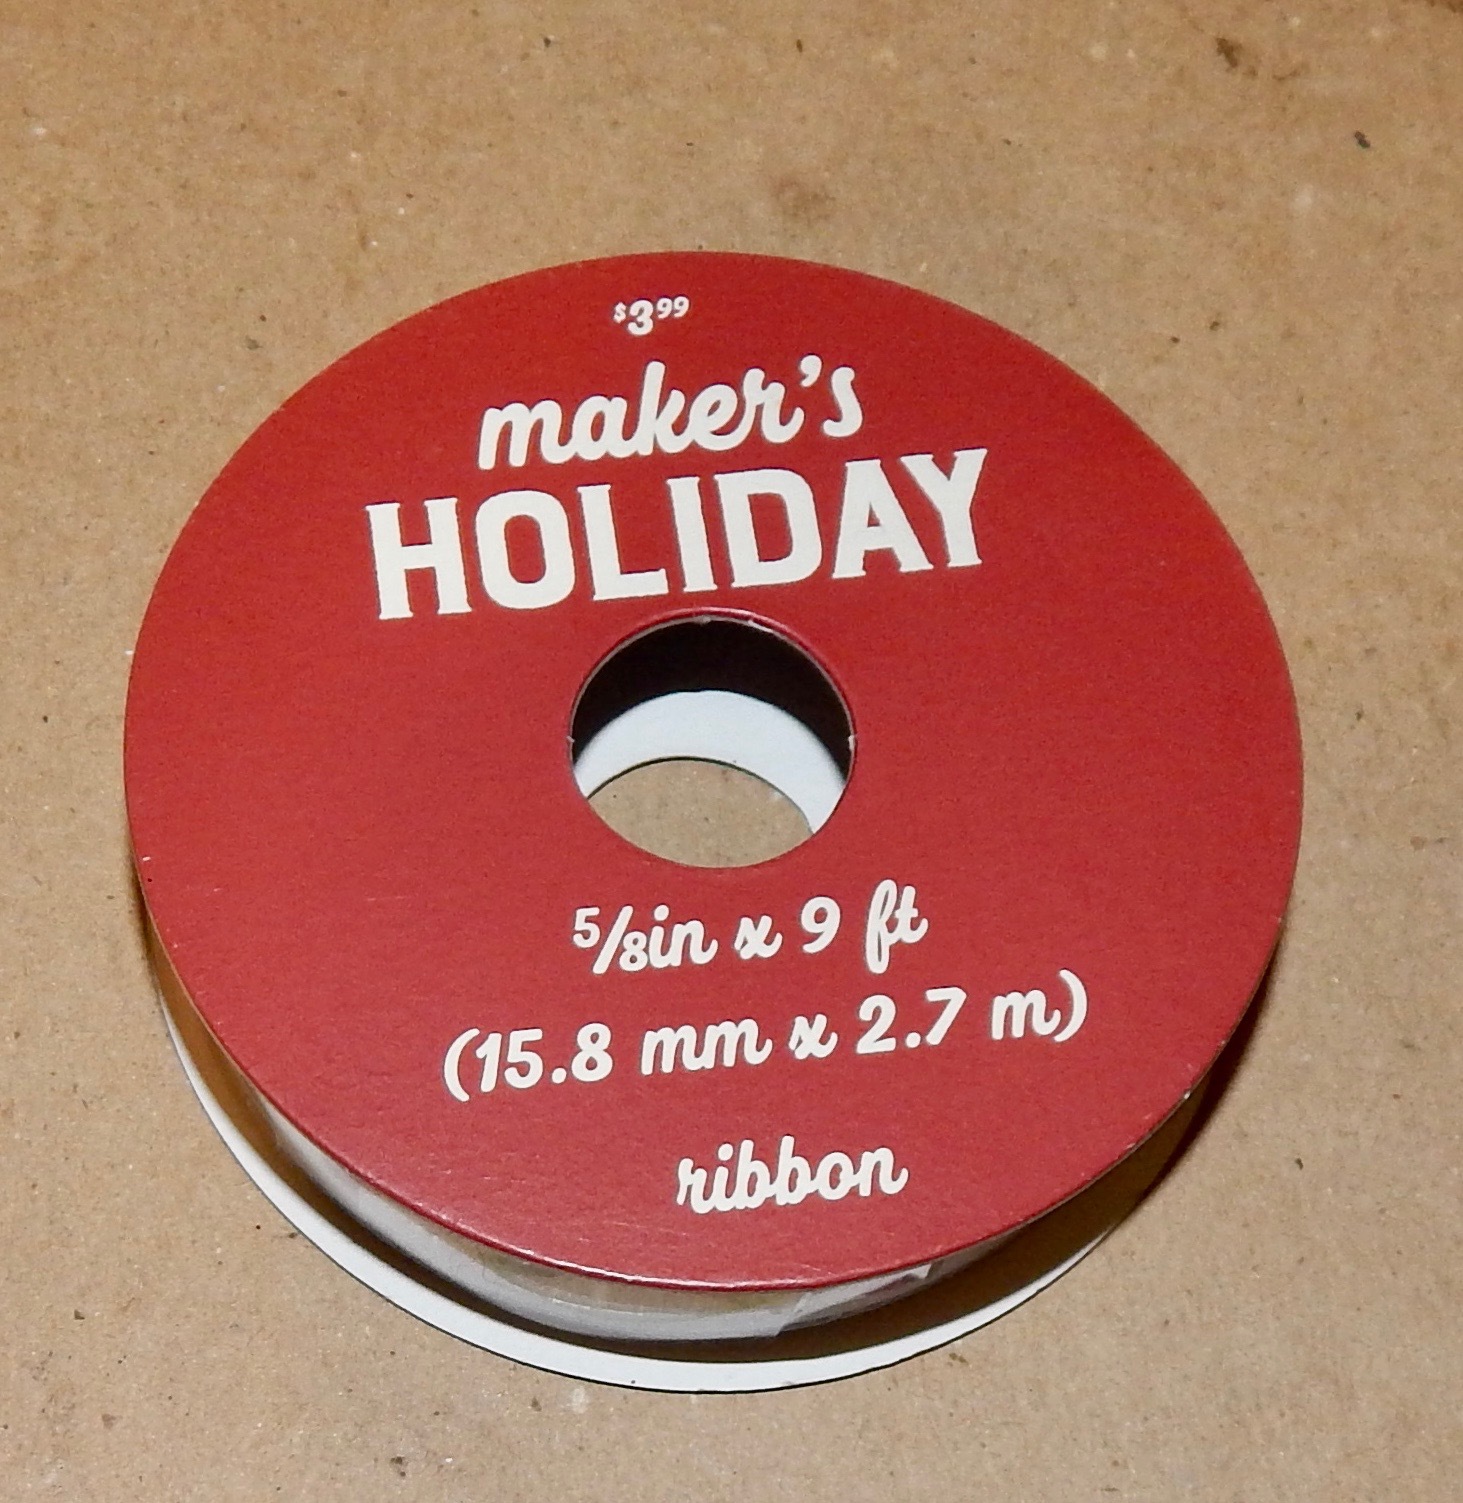 $3.99
maker's
HOLIDAY
5/8in x 9 ft
(15.8 mm x 2.7 m)
ribbon